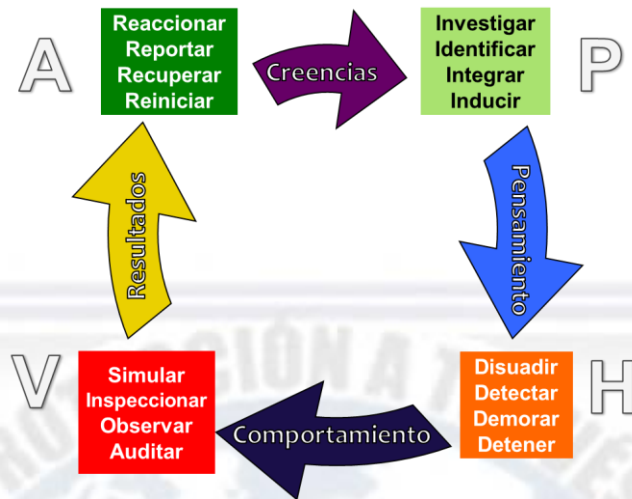 A
Reaccionar
Reportar
Recuperar
Reiniciar
Creencias
Investigar
Identificar
Integrar
Inducir
P
Resultados
Pensamiento
V
Simular
Inspeccionar
Observar
Auditar
Comportamiento
Disuadir
Detectar
Demorar
Detener
H